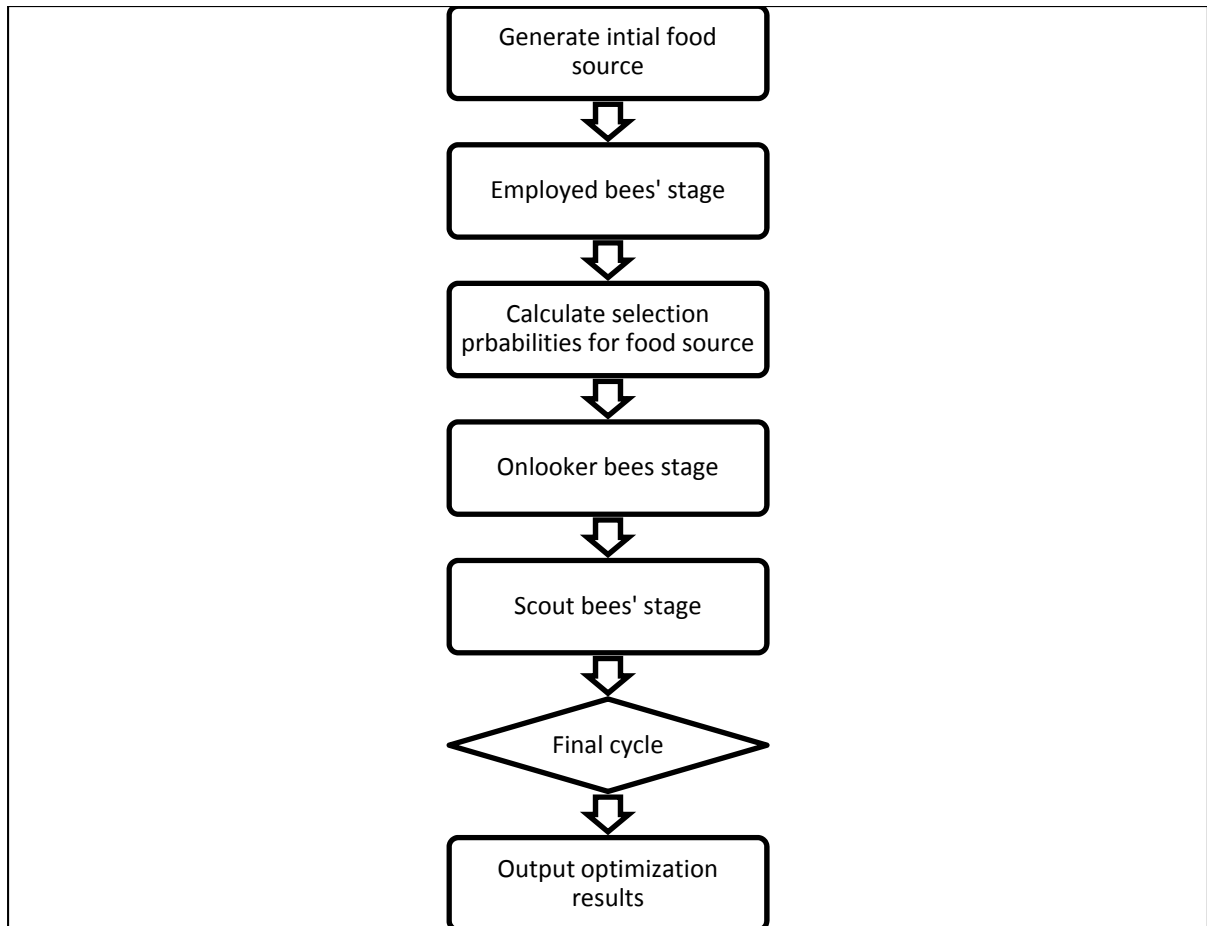 Generate intial food
source
Employed bees' stage
Calculate selection
prbabilities for food source
Onlooker bees stage
Scout bees' stage
Final cycle
Output optimization
results